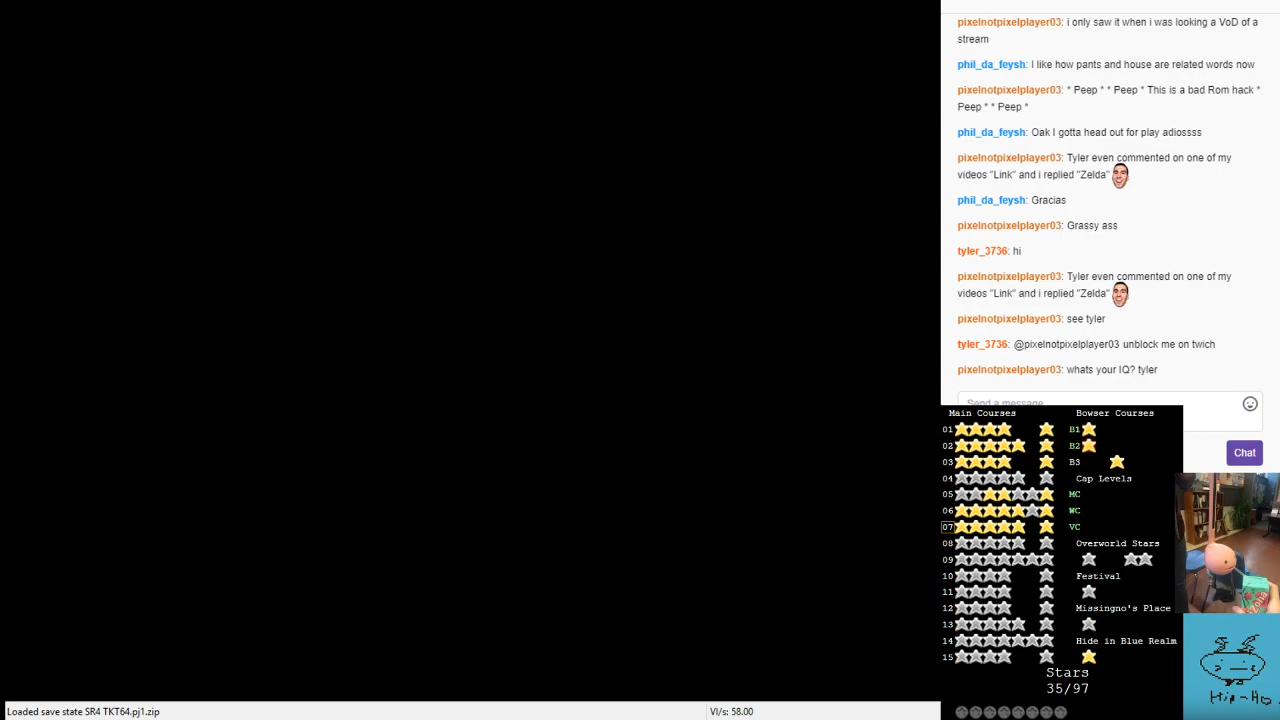 pixelnotpixelplayer03: i only saw it when i was looking a VoD of a
stream
phil_da_feysh: I like how pants and house are related words now
pixelnotpixelplayer03: * Peep * * Peep * This is a bad Rom hack *
Peep * * Peep *
phil_da_feysh: Oak I gotta head out for play adiossss
pixelnotpixelplayer03: Tyler even commented on one of my
videos "Link" and i replied "Zelda"
phil_da_feysh: Gracias
pixelnotpixelplayer03: Grassy ass
tyler_3736: hi
pixelnotpixelplayer03: Tyler even commented on one of my
videos "Link" and i replied "Zelda"
pixelnotpixelplayer03: see tyler
tyler_3736: @pixelnotpixelplayer03 unblock me on twich
pixelnotpixelplayer03: whats your IQ? tyler
Send a message
Chat
Main Courses Bowser Courses
01 B1
02 B2
03 B3
04 Cap Levels
05 MC
06 WC
07 VC
08 Overworld Stars
09
10 Festival
11
12 Missingno's Place
13
14 Hide in Blue Realm
15
Stars
35/97
Hip-Ho
Loaded save state SR4 TKT64.pj1.zip
VI/s: 58.00